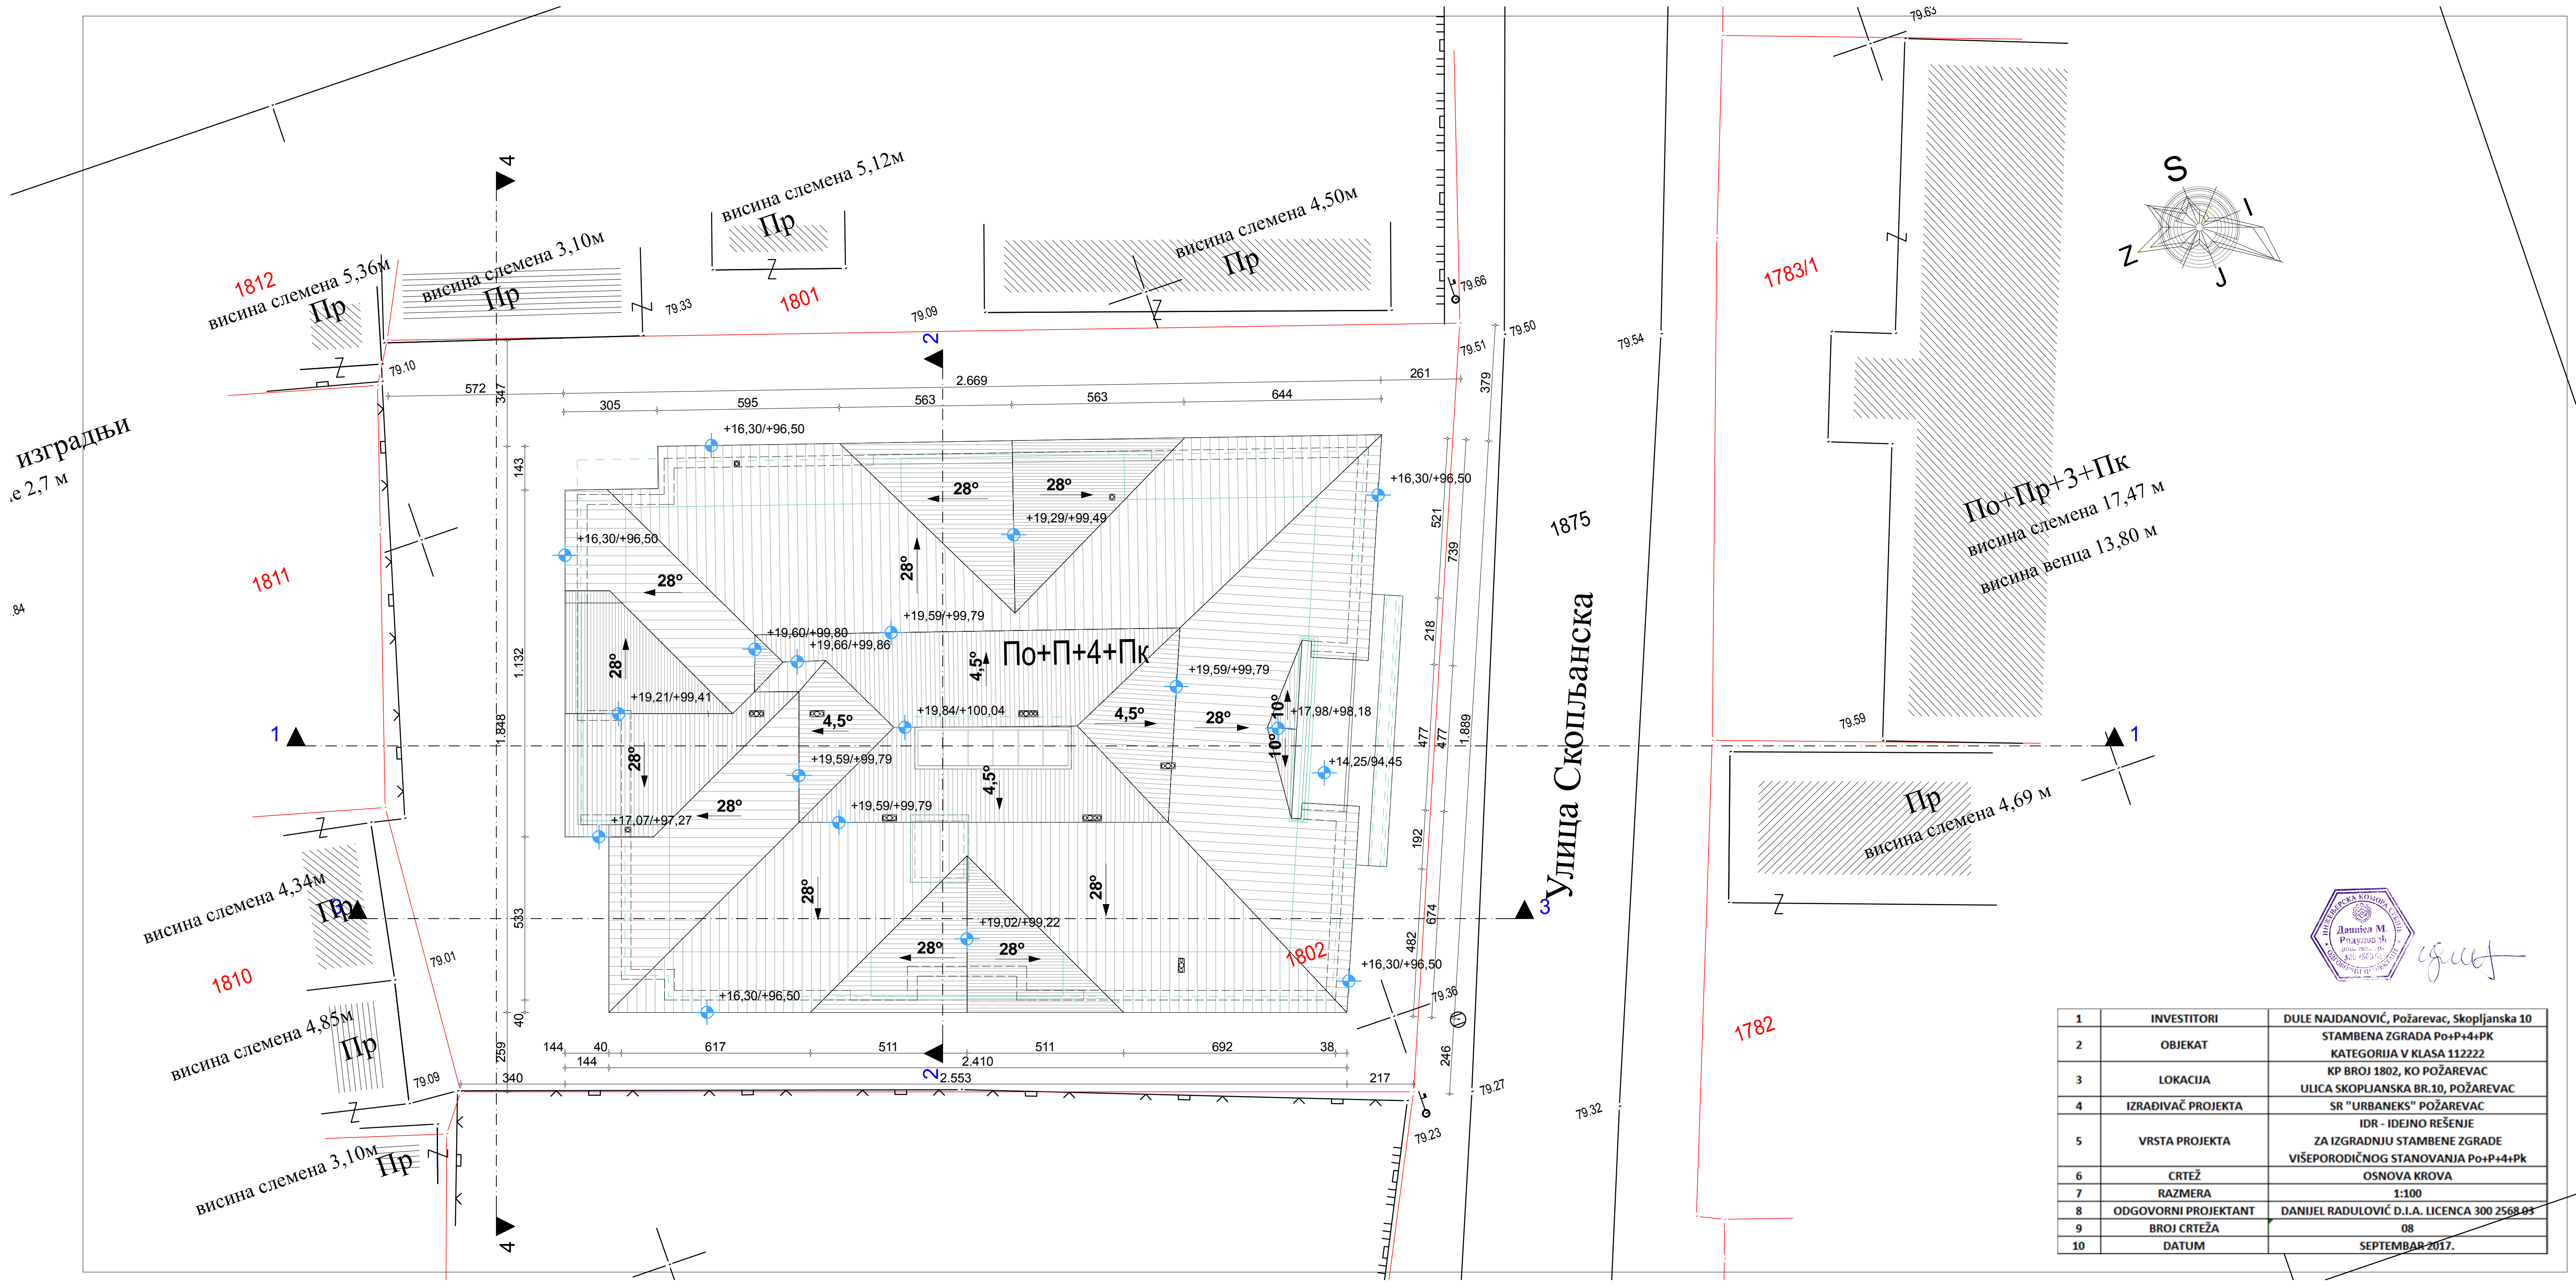 79.63
4
висина слемена 5,12м
Пр
висина слемена 4,50м
Пр
S
I
Z
J
висина слемена 3,10м
Пр
1812
висина слемена 5,36м
Пр
1801
1783/1
79.33
79.09
79.66
79.50
79.51
79.54
79.10
2
572
347
2.669
261
379
305
595
563
563
644
+16,30/+96,50
изградњи
143
28°
28°
+16,30/+96,50
+19,29/+99,49
521
1875
По+Пр+3+Пк
висина слемена 17,47 м
висина венца 13,80 м
+16,30/+96,50
739
28°
1811
28°
.84
+19,59/+99,79
+19,60/+99,80
+19,66/+99,86
По+П+4+Пк
218
Улица Скопљанска
1.132
28°
4,5°
+19,59/+99,79
+19,21/+99,41
10°
+17,98/+98,18
1.848
4,5°
+19,84/+100,04
4,5°
28°
79.59
1
1
477
477
1.889
28°
10°
+19,59/+99,79
4,5°
+14,25/94,45
28°
+19,59/+99,79
+17,07/+97,27
Пр
висина слемена 4,69 м
192
висина слемена 4,34м
Пр
28°
28°
3
3
533
674
+19,02/+99,22
28°
28°
482
1802
79.01
1810
+16,30/+96,50
+16,30/+96,50
79.36
40
1782
висина слемена 4,85м
Пр
259
144
40
617
511
511
692
38
246
144
2.410
79.09
340
2
2.553
217
79.27
79.32
79.23
висина слемена 3,10м
Пр
4
Данијел М.
1 INVESTITORI DULE NAJDANOVIĆ, Požarevac, Skopljanska 10
2 OBJEKAT STAMBENA ZGRADA Po+P+4+PK
KATEGORIJA V KLASA 112222
3 LOKACIJA KP BROJ 1802, KO POŽAREVAC
ULICA SKOPLJANSKA BR.10, POŽAREVAC
4 IZRAĐIVAČ PROJEKTA SR "URBANEKS" POŽAREVAC
5 VRSTA PROJEKTA IDR - IDEJNO REŠENJE
ZA IZGRADNJU STAMBENE ZGRADE
VIŠEPORODIČNOG STANOVANJA Po+P+4+Pk
6 CRTEŽ OSNOVA KROVA
7 RAZMERA 1:100
8 ODGOVORNI PROJEKTANT DANIJEL RADULOVIĆ D.I.A. LICENCA 300 2568 03
9 BROJ CRTEŽA 08
10 DATUM SEPTEMBAR 2017.